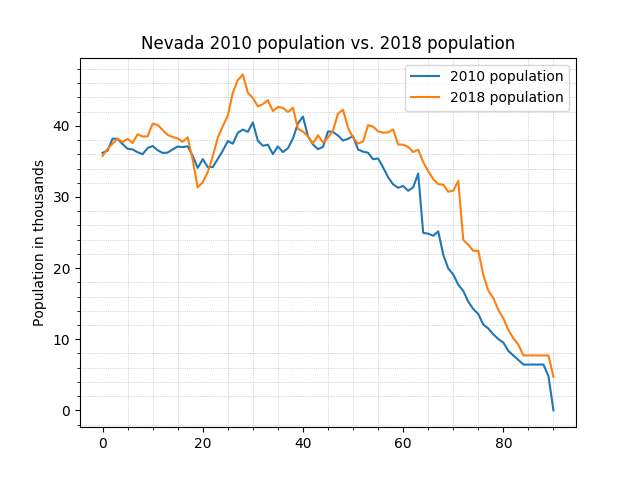 Nevada 2010 population vs. 2018 population
2010 population
2018 population
Population in thousands
40
30
20
10
0
0 20 40 60 80